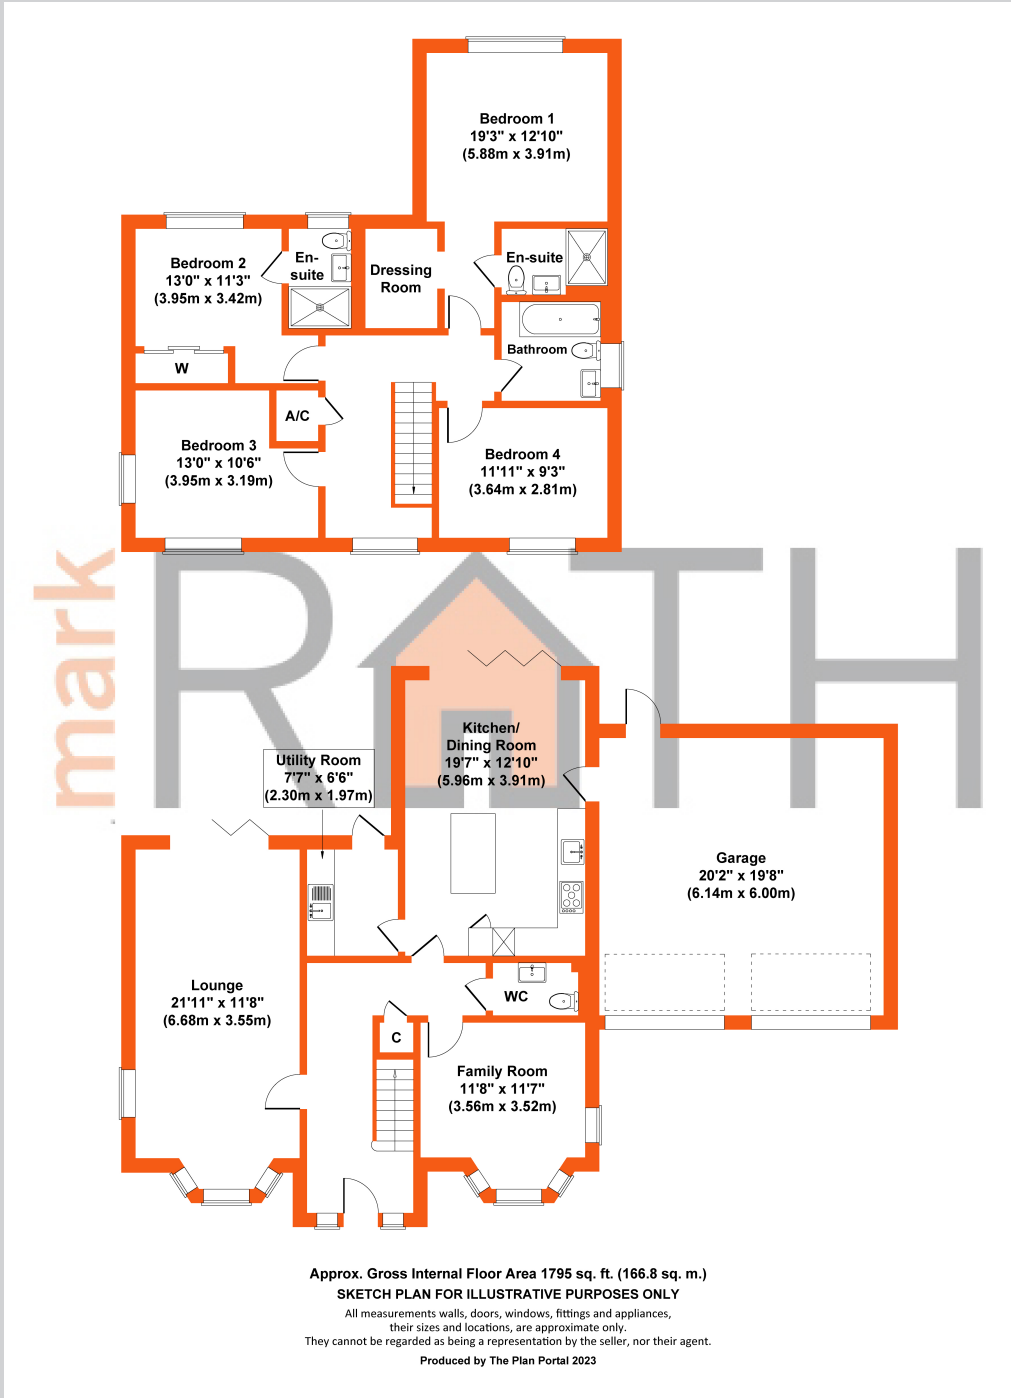 Bedroom 1
19'3" x 12'10"
(5.88m x 3.91m)
Bedroom 2
13'0" x 11'3"
(3.95m x 3.42m)
En-
suite
Dressing
Room
En-suite
Bathroom
W
A/C
Bedroom 3
13'0" x 10'6"
(3.95m x 3.19m)
Bedroom 4
11'11" x 9'3"
(3.64m x 2.81m)
mark
RATH
Kitchen/
Dining Room
19'7" x 12'10"
(5.96m x 3.91m)
Utility Room
7'7" x 6'6"
(2.30m x 1.97m)
Garage
20'2" x 19'8"
(6.14m x 6.00m)
Lounge
21'11" x 11'8"
(6.68m x 3.55m)
WC
C
Family Room
11'8" x 11'7"
(3.56m x 3.52m)
Approx. Gross Internal Floor Area 1795 sq. ft. (166.8 sq. m.)
SKETCH PLAN FOR ILLUSTRATIVE PURPOSES ONLY
All measurements walls, doors, windows, fittings and appliances,
their sizes and locations, are approximate only.
They cannot be regarded as being a representation by the seller, nor their agent.
Produced by The Plan Portal 2023